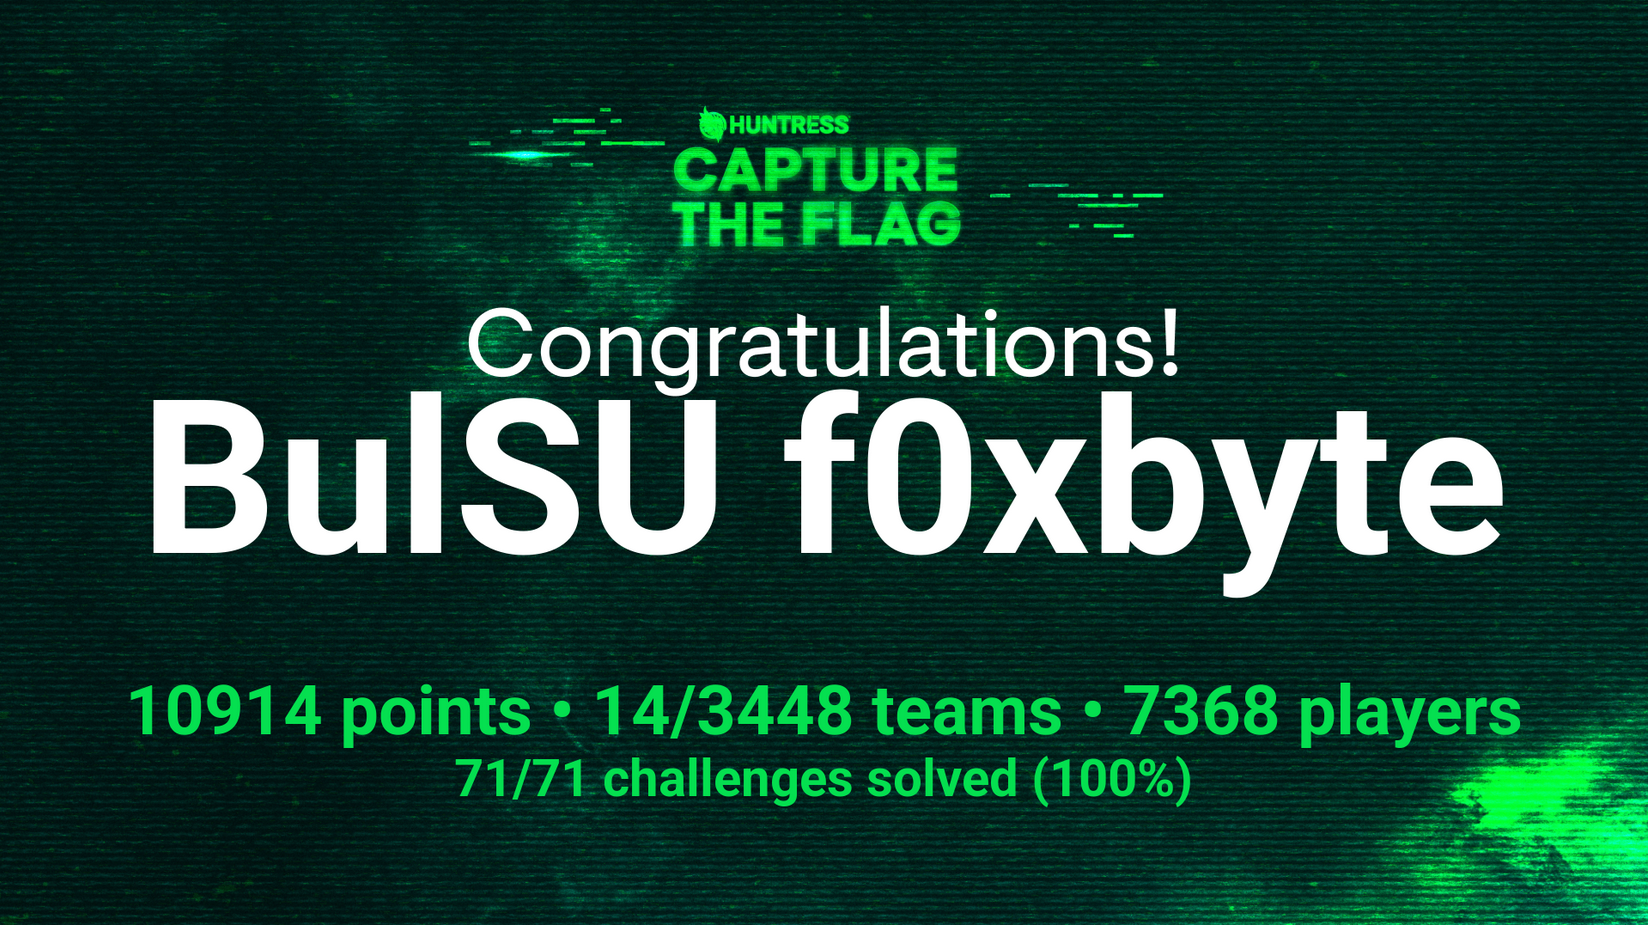 HUNTRESS
CAPTURE
THE FLAG
Congratulations!
BulSU f0xbyte
10914 points • 14/3448 teams • 7368 players
71/71 challenges solved (100%)